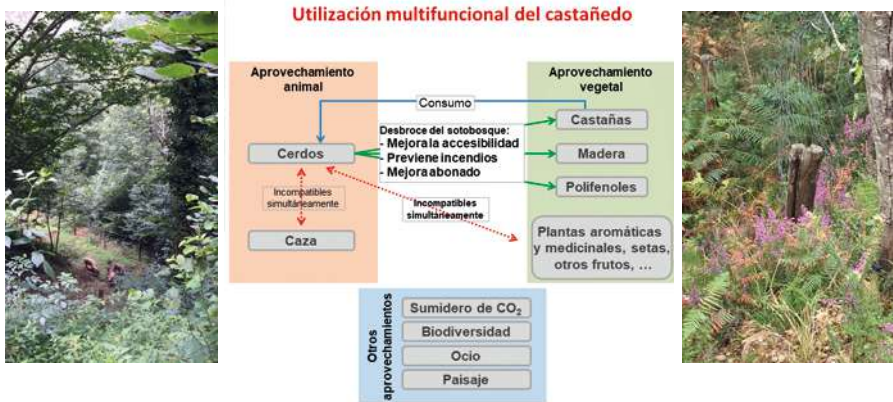 Utilización multifuncional del castañedo
Aprovechamiento
animal
Aprovechamiento
vegetal
Consumo
Castañas
Desbroce del sotobosque:
- Mejora la accesibilidad
- Previene incendios
- Mejora abonado
Cerdos
Madera
Polifenoles
Incompatibles
simultáneamente
Incompatibles
simultáneamente
Caza
Plantas aromáticas
y medicinales, setas,
otros frutos, ...
Otros
aprovechamientos
Sumidero de CO₂
Biodiversidad
Ocio
Paisaje